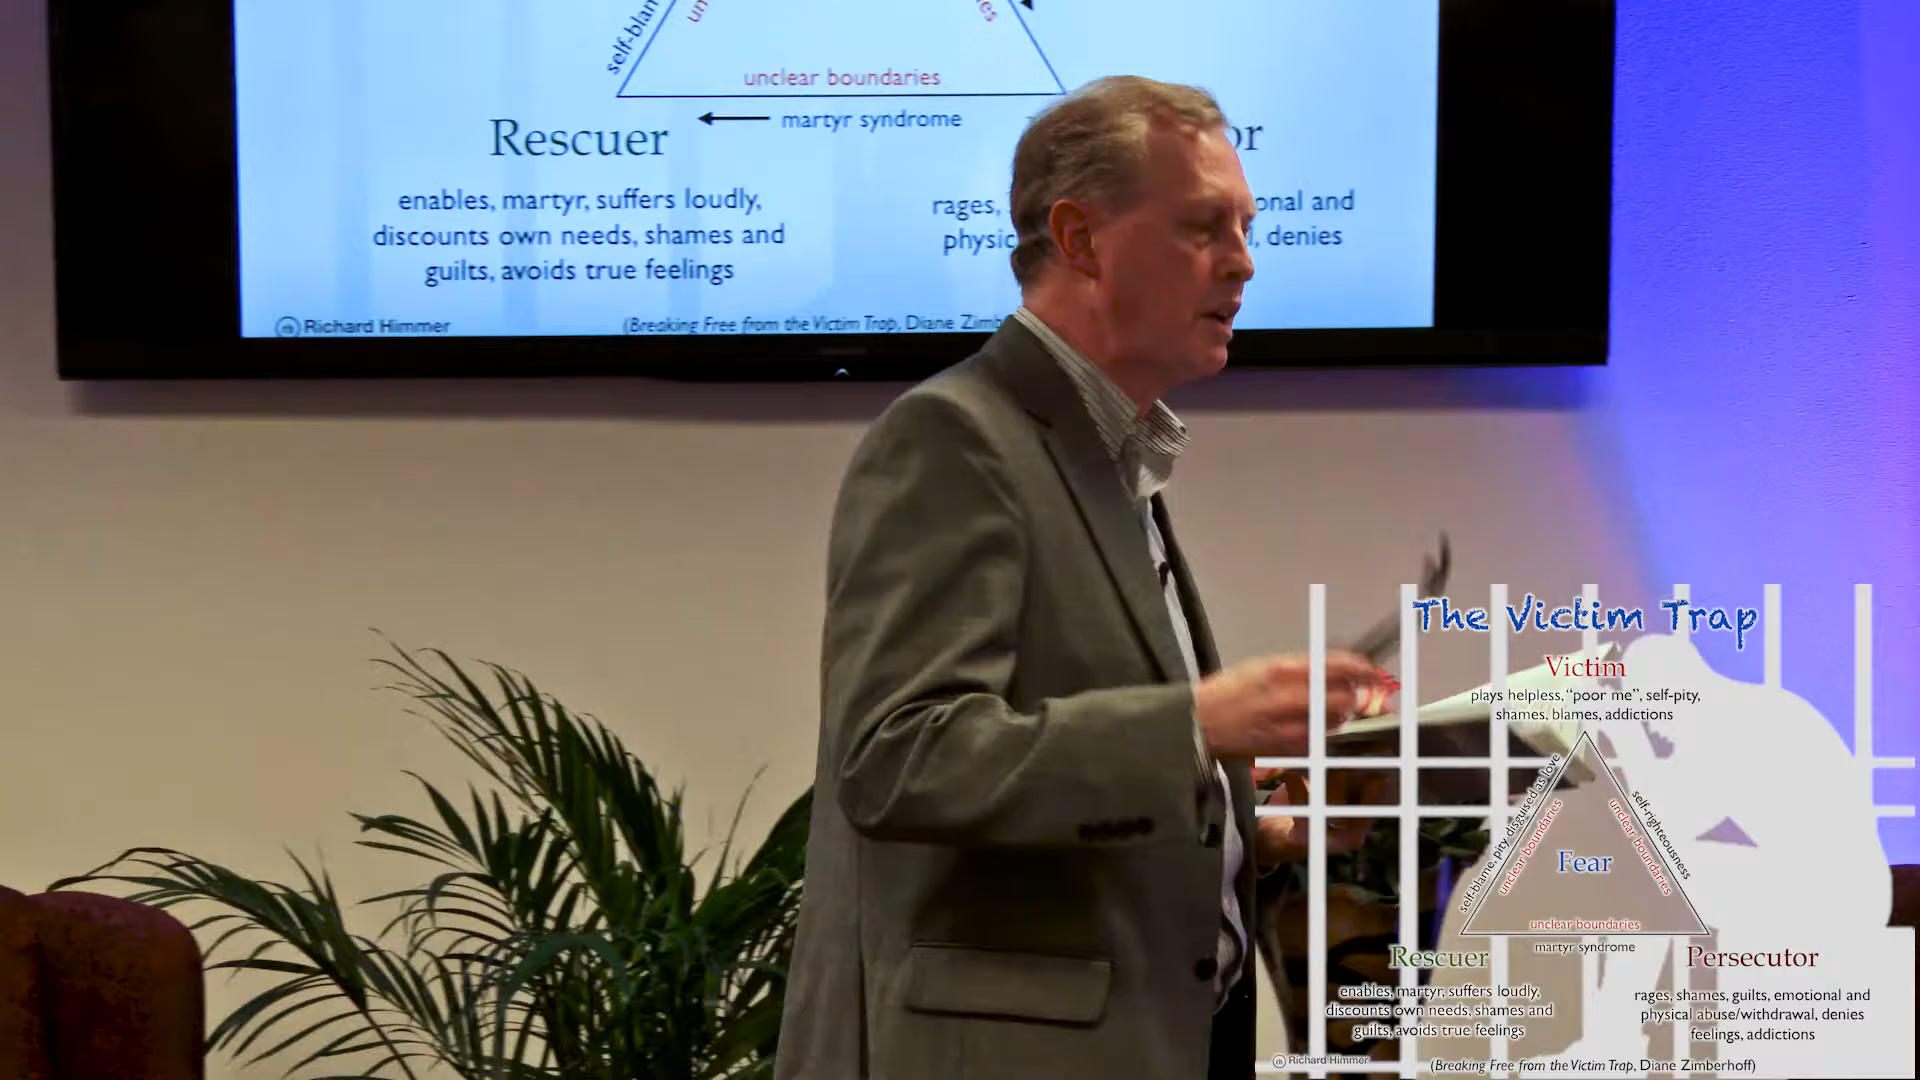 self-blam
un
es
unclear boundaries
martyr syndrome
Rescuer
or
enables, martyr, suffers loudly,
discounts own needs, shames and
guilts, avoids true feelings
rages,
onal and
physic
, denies
Richard Himmer
(Breaking Free from the Victim Trap, Diane Zimb
The Victim Trap
Victim
plays helpless, “poor me”, self-pity,
shames, blames, addictions
self-blame, pity disguised as love
unclear boundaries
self-righteousness
unclear boundaries
Fear
unclear boundaries
martyr syndrome
Rescuer
Persecutor
enables, martyr, suffers loudly,
discounts own needs, shames and
guilts, avoids true feelings
rages, shames, guilts, emotional and
physical abuse/withdrawal, denies
feelings, addictions
Richard Himmer
(Breaking Free from the Victim Trap, Diane Zimberhoff)